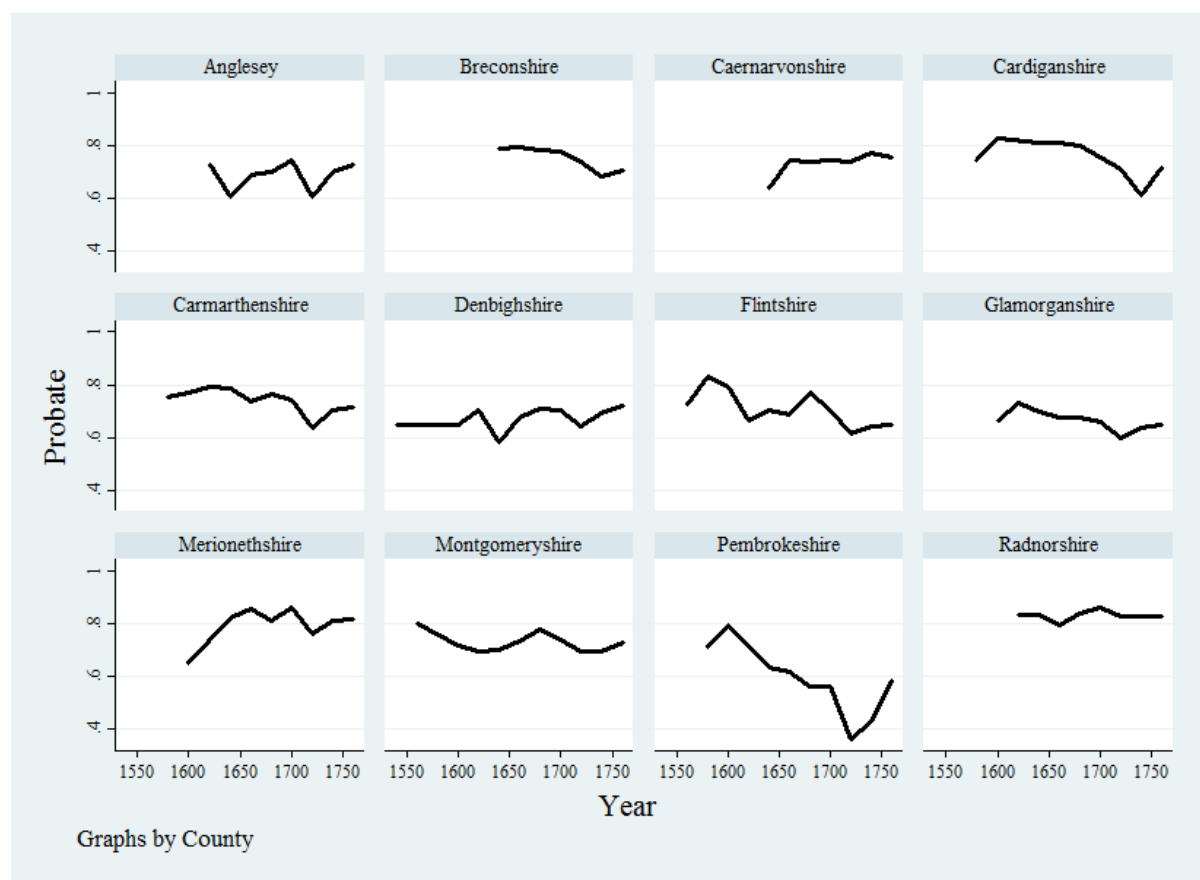 Anglesey Breconshire Caernarvonshire Cardiganshire
1
.8
.6
.4
Carmarthenshire Denbighshire Flintshire Glamorganshire
1
.8
.6
.4
Probate
Merionethshire Montgomeryshire Pembrokeshire Radnorshire
1
.8
.6
.4
1550 1600 1650 1700 1750 1550 1600 1650 1700 1750 1550 1600 1650 1700 1750 1550 1600 1650 1700 1750
Year
Graphs by County